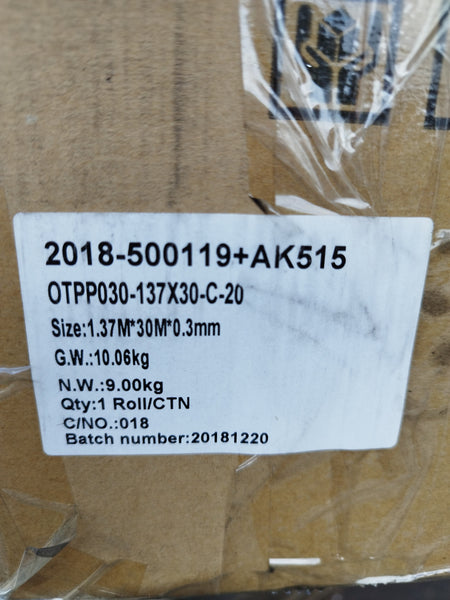 2018-500119+AK515
OTPP030-137X30-C-20
Size:1.37M*30M*0.3mm
G.W.:10.06kg
N.W.:9.00kg
Qty:1 Roll/CTN
C/NO.:018
Batch number:20181220